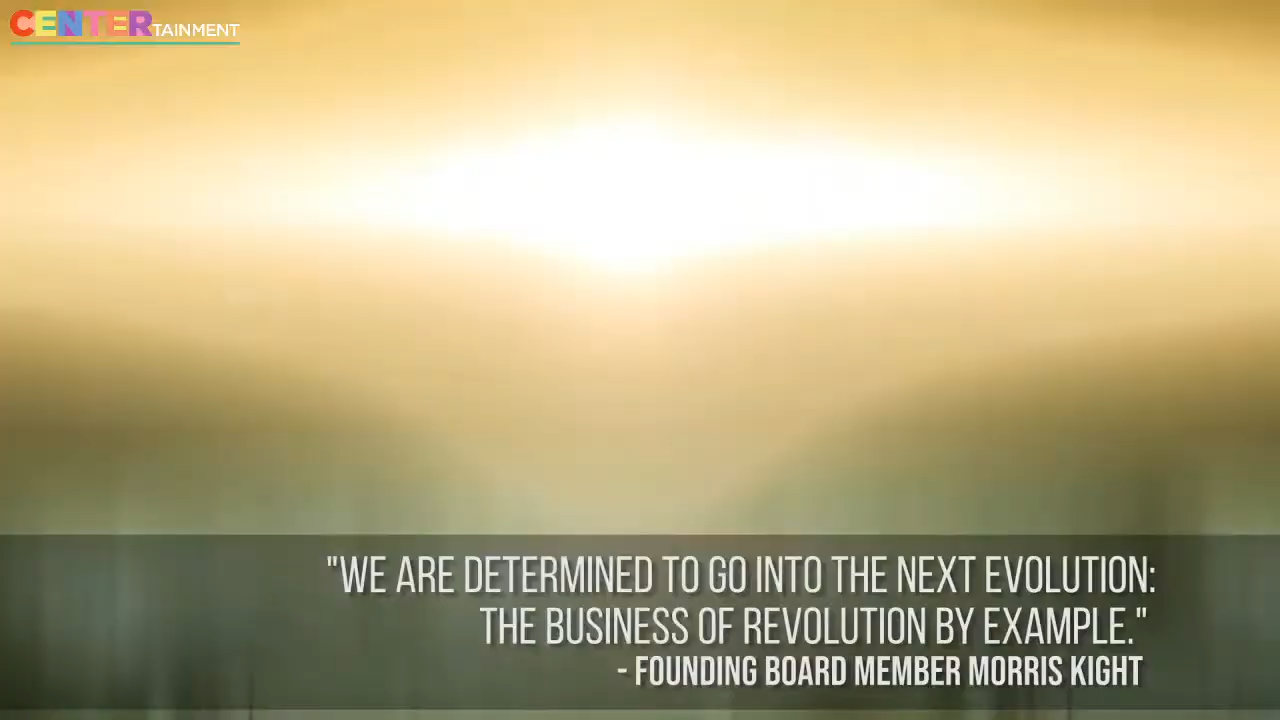 CENTERTAINMENT
"WE ARE DETERMINED TO GO INTO THE NEXT EVOLUTION:
THE BUSINESS OF REVOLUTION BY EXAMPLE."
- FOUNDING BOARD MEMBER MORRIS KIGHT